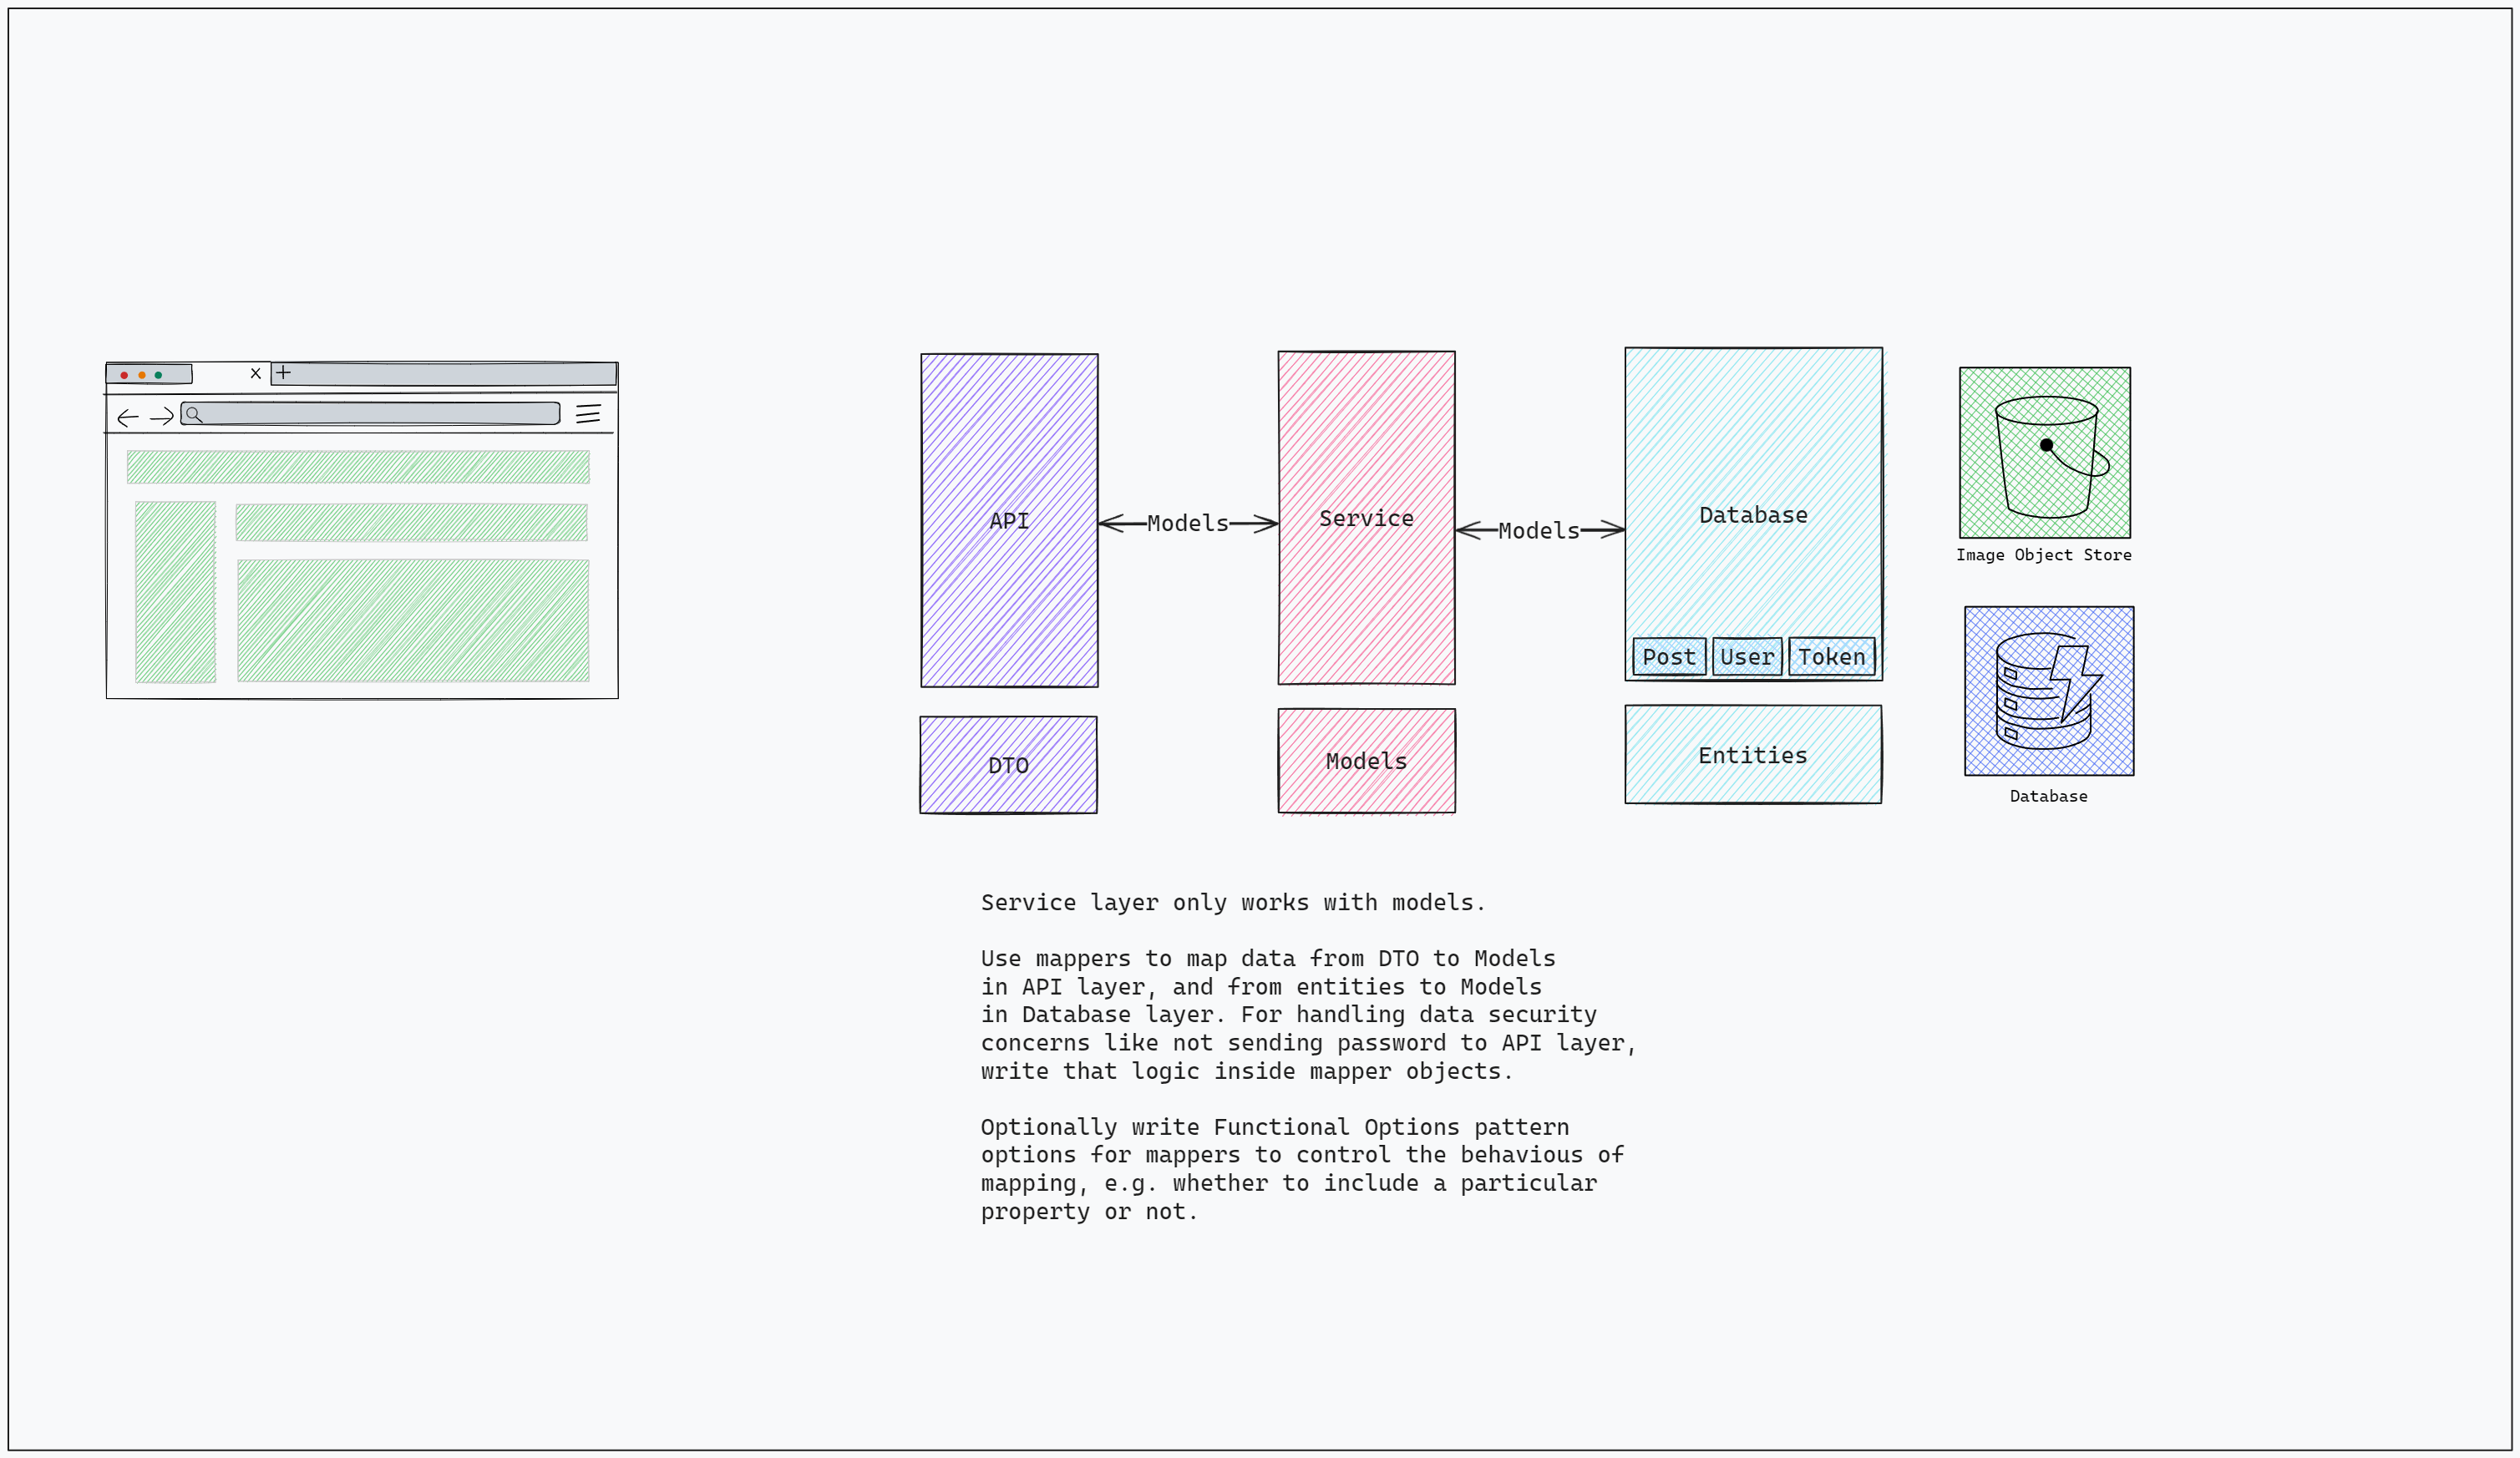 API
Models
Service
Models
Database
Post
User
Token
Image Object Store
DTO
Models
Entities
Database
Service layer only works with models.
Use mappers to map data from DTO to Models
in API layer, and from entities to Models
in Database layer. For handling data security
concerns like not sending password to API layer,
write that logic inside mapper objects.
Optionally write Functional Options pattern
options for mappers to control the behavious of
mapping, e.g. whether to include a particular
property or not.